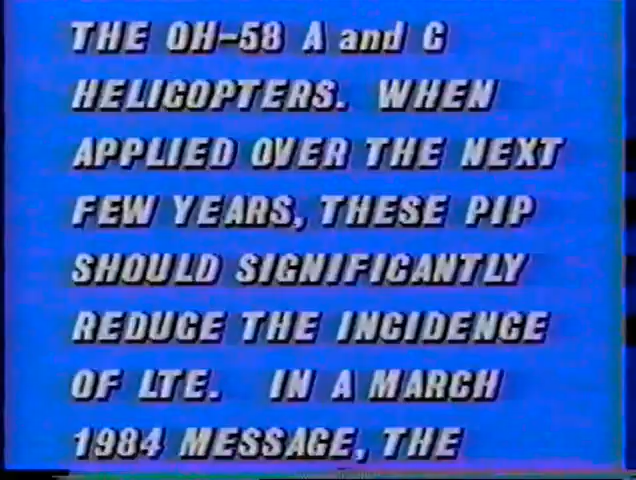 THE OH-58 A and C
HELICOPTERS. WHEN
APPLIED OVER THE NEXT
FEW YEARS, THESE PIP
SHOULD SIGNIFICANTLY
REDUCE THE INCIDENCE
OF LTE. IN A MARCH
1984 MESSAGE, THE